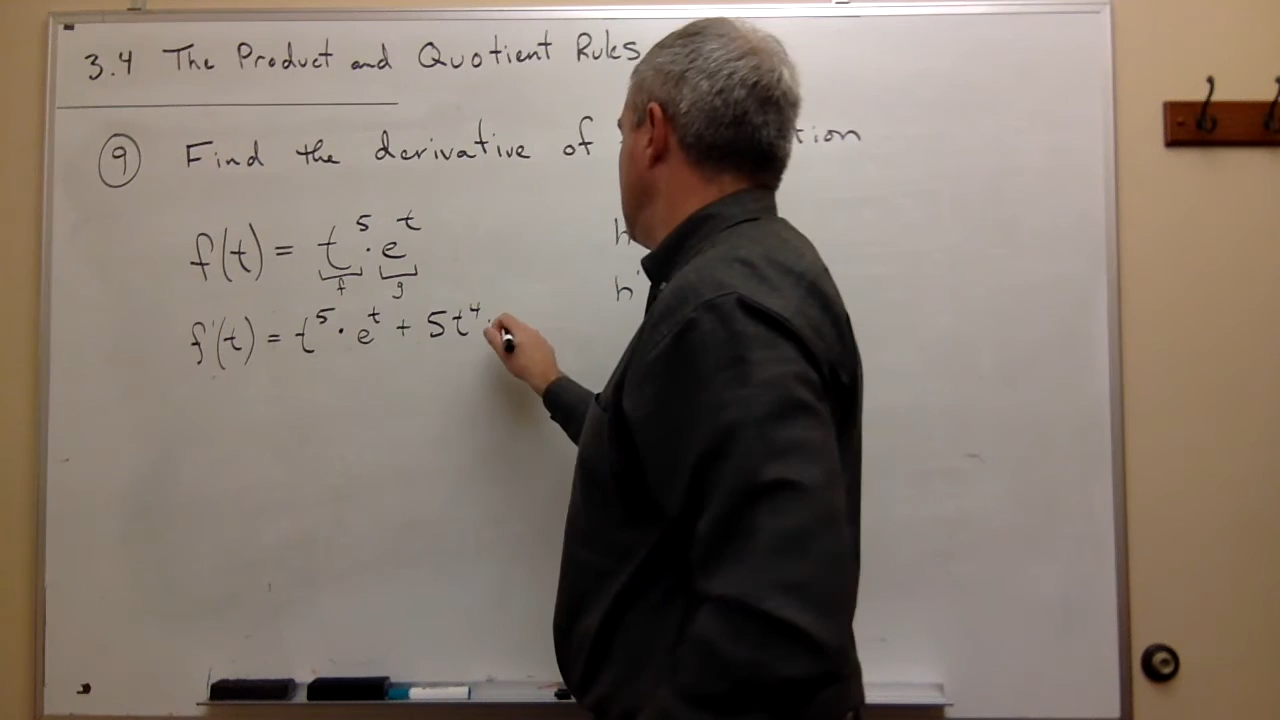 3.4 The Product and Quotient Rules
9 Find the derivative of
f(t) = t^5 · e^t
f g
f'(t) = t^5 · e^t + 5t^4 ·
h
h'